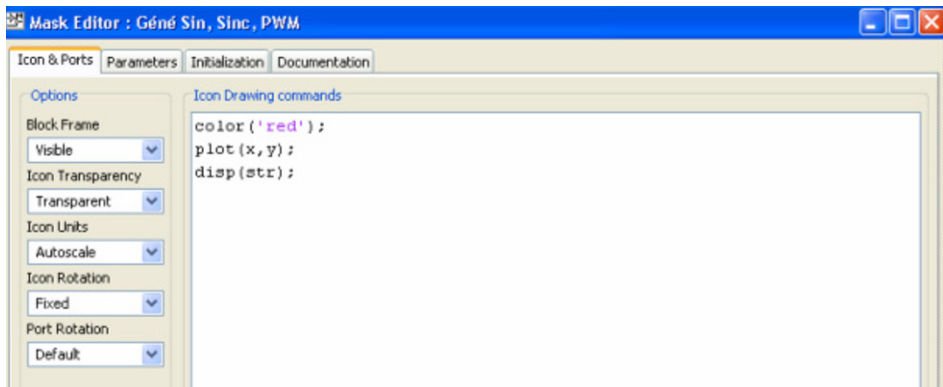 Mask Editor : Géné Sin, Sinc, PWM
Icon & Ports Parameters Initialization Documentation
Options
Block Frame
Visible
Icon Transparency
Transparent
Icon Units
Autoscale
Icon Rotation
Fixed
Port Rotation
Default
Icon Drawing commands
color('red');
plot(x,y);
disp(str);